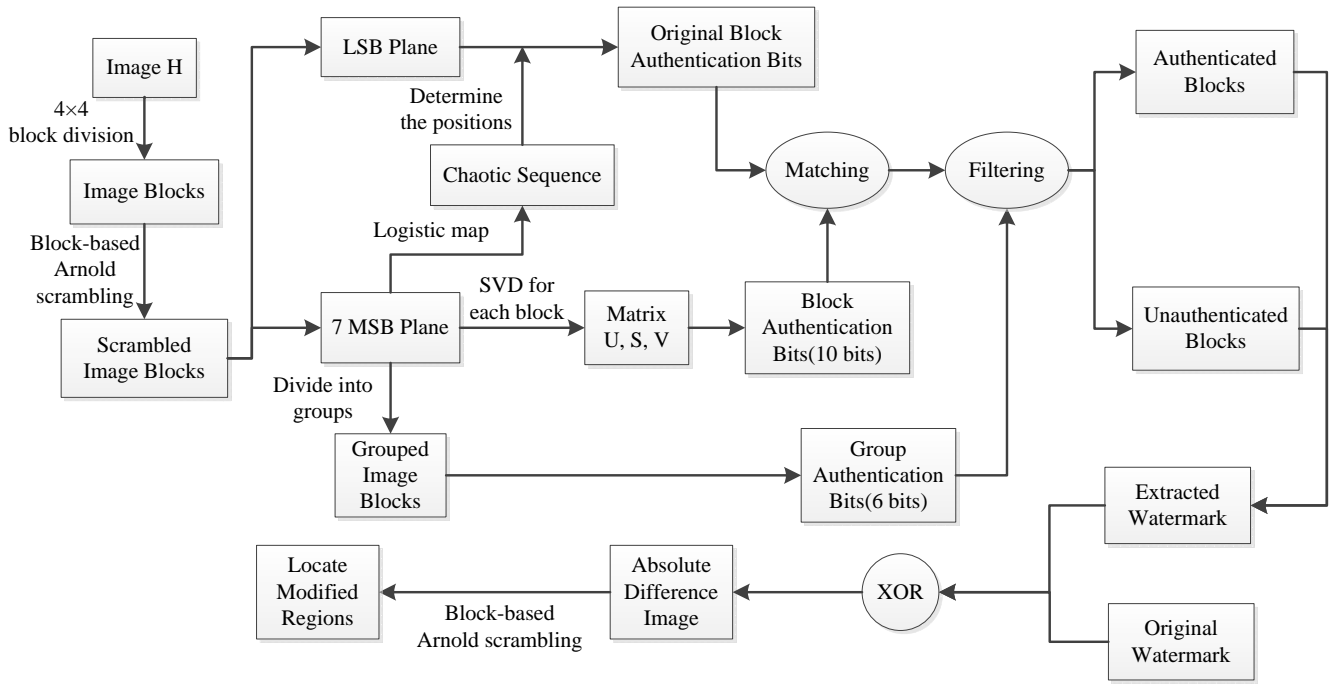 Image H
4×4
block division
Image Blocks
Block-based
Arnold
scrambling
Scrambled
Image Blocks
LSB Plane
Determine
the positions
Chaotic Sequence
Logistic map
7 MSB Plane
SVD for
each block
Matrix
U, S, V
Block
Authentication
Bits(10 bits)
Divide into
groups
Grouped
Image
Blocks
Group
Authentication
Bits(6 bits)
Original Block
Authentication Bits
Matching
Filtering
Authenticated
Blocks
Unauthenticated
Blocks
Extracted
Watermark
Original
Watermark
XOR
Absolute
Difference
Image
Block-based
Arnold scrambling
Locate
Modified
Regions